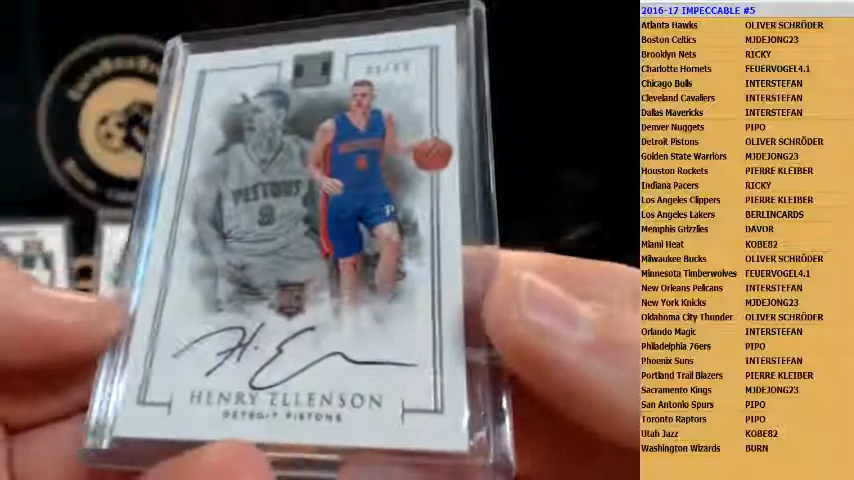 PISTONS
8
RC
H. E
HENRY ELLENSON
DETROIT PISTONS
2016-17 IMPECCABLE #5
Atlanta Hawks OLIVER SCHRÖDER
Boston Celtics MJDEJONG23
Brooklyn Nets RICKY
Charlotte Hornets FEUERVOGEL4.1
Chicago Bulls INTERSTEFAN
Cleveland Cavaliers INTERSTEFAN
Dallas Mavericks INTERSTEFAN
Denver Nuggets PIPO
Detroit Pistons OLIVER SCHRÖDER
Golden State Warriors MJDEJONG23
Houston Rockets PIERRE KLEIBER
Indiana Pacers RICKY
Los Angeles Clippers PIERRE KLEIBER
Los Angeles Lakers BERLINCARDS
Memphis Grizzlies DAVOR
Miami Heat KOBE82
Milwaukee Bucks OLIVER SCHRÖDER
Minnesota Timberwolves FEUERVOGEL4.1
New Orleans Pelicans INTERSTEFAN
New York Knicks MJDEJONG23
Oklahoma City Thunder OLIVER SCHRÖDER
Orlando Magic INTERSTEFAN
Philadelphia 76ers PIPO
Phoenix Suns INTERSTEFAN
Portland Trail Blazers PIERRE KLEIBER
Sacramento Kings MJDEJONG23
San Antonio Spurs PIPO
Toronto Raptors PIPO
Utah Jazz KOBE82
Washington Wizards BURN